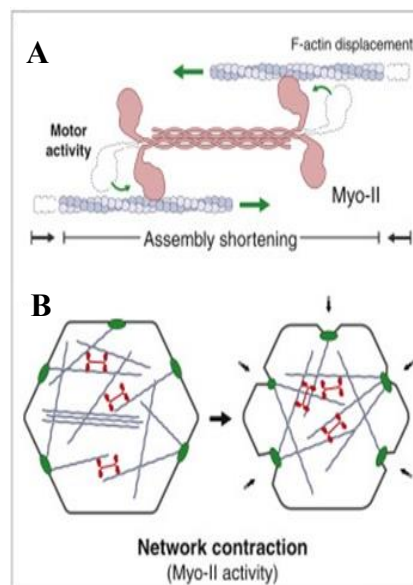 A
F-actin displacement
Motor
activity
Myo-II
Assembly shortening
B
Network contraction
(Myo-II activity)